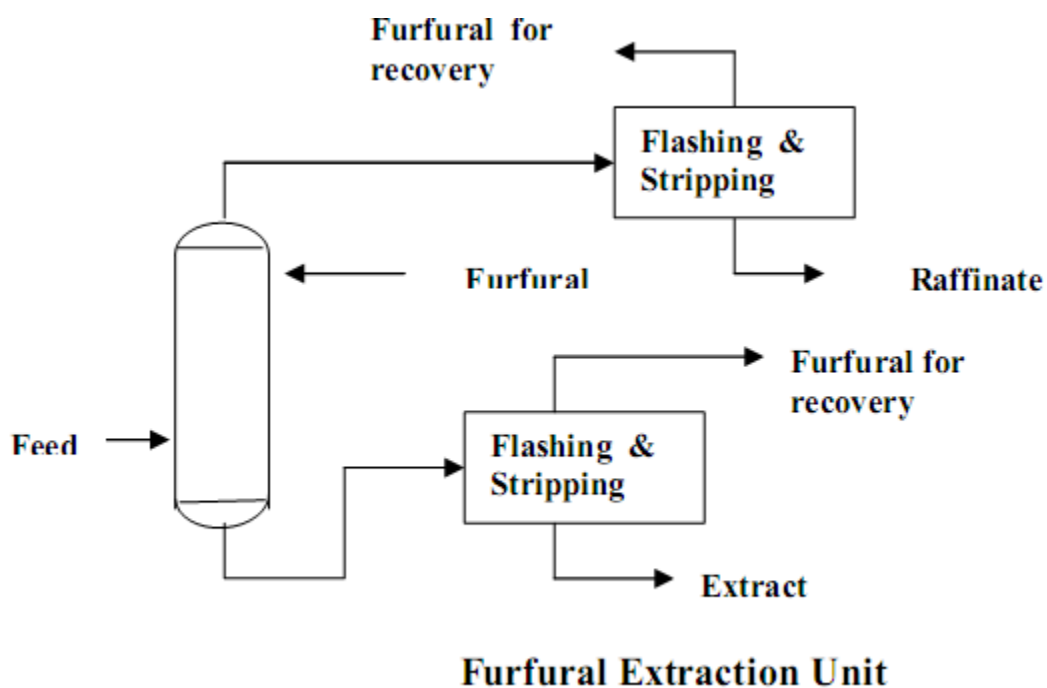 Furfural for
recovery
Flashing &
Stripping
Furfural
Raffinate
Furfural for
recovery
Feed
Flashing &
Stripping
Extract
Furfural Extraction Unit